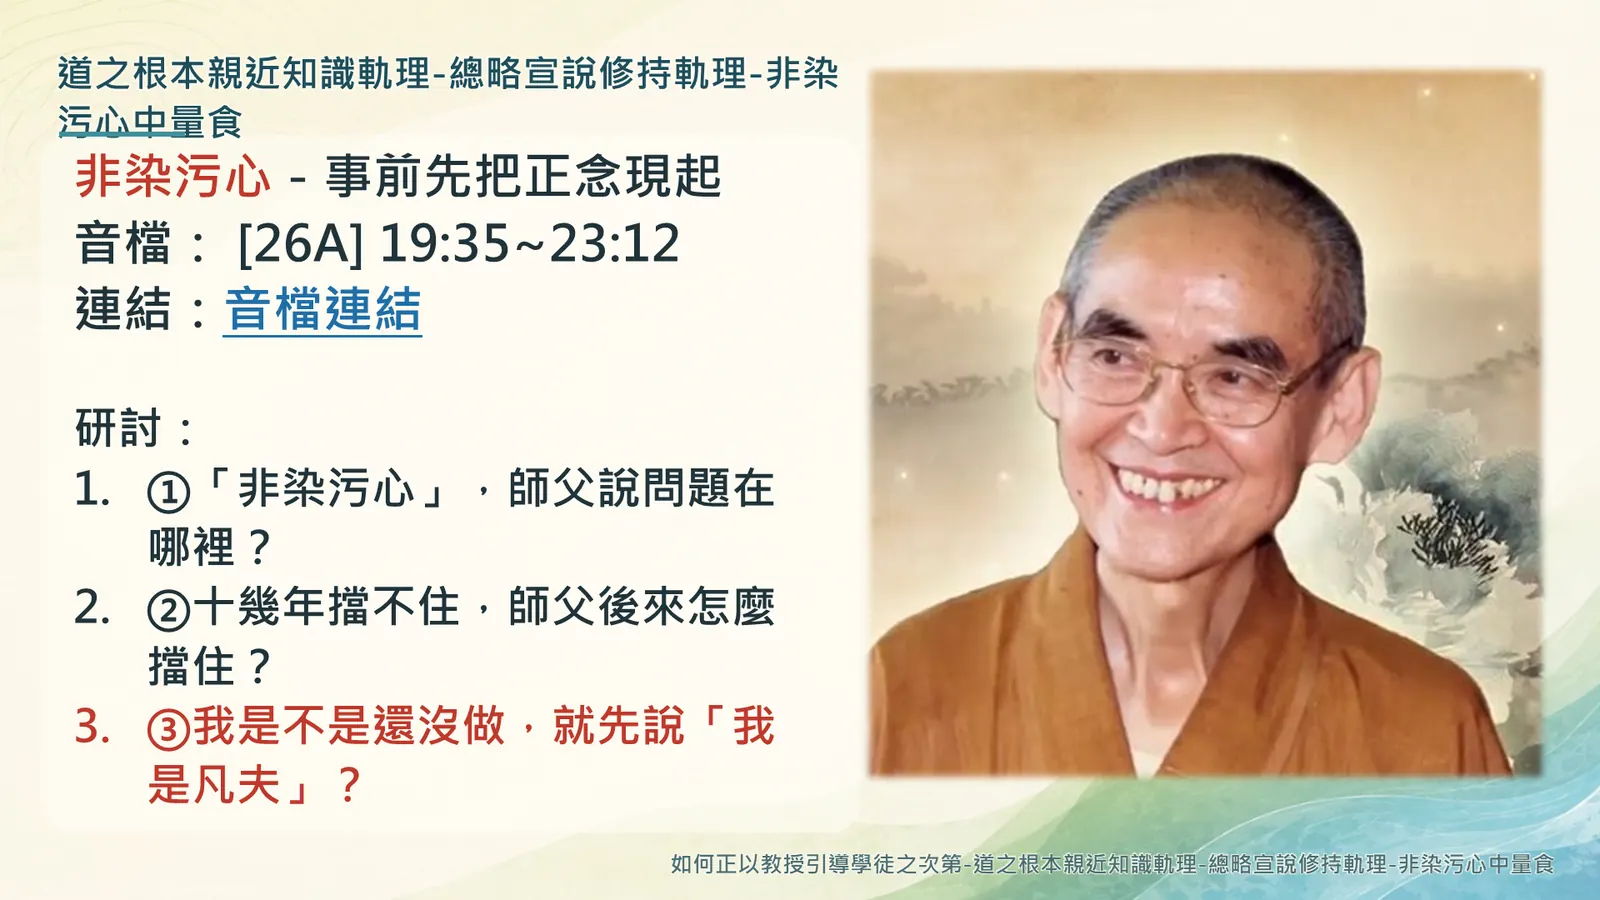 道之根本親近知識軌理-總略宣說修持軌理-非染
污心中量食
非染污心 - 事前先把正念現起
音檔： [26A] 19:35~23:12
連結：音檔連結
研討：
1. ①「非染污心」，師父說問題在
哪裡？
2. ②十幾年擋不住，師父後來怎麼
擋住？
3. ③我是不是還沒做，就先說「我
是凡夫」？
如何正以教授引導學徒之次第-道之根本親近知識軌理-總略宣說修持軌理-非染污心中量食